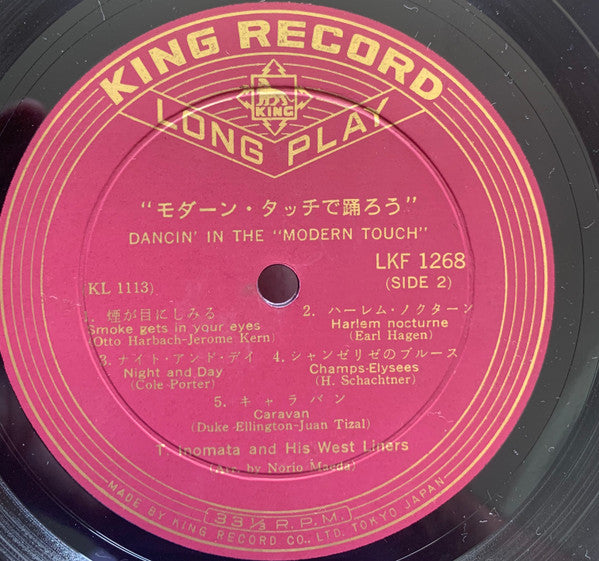 KING RECORD
KING
LONG PLAY
“モダーン・タッチで踊ろう”
DANCIN' IN THE "MODERN TOUCH"
LKF 1268
(KL 1113)
(SIDE 2)
1. 煙が目にしみる
Smoke gets in your eyes
(Otto Harbach-Jerome Kern)
2. ハーレム・ノクターン
Harlem nocturne
(Earl Hagen)
3. ナイト・アンド・デイ
Night and Day
(Cole Porter)
4. シャンゼリゼのブルース
Champs-Elysees
(H. Schachtner)
5. キャラバン
Caravan
(Duke Ellington-Juan Tizal)
T. Inomata and His West Liners
(Arr. by Norio Maeda)
33⅓ R.P.M.
MADE BY KING RECORD CO., LTD. TOKYO JAPAN